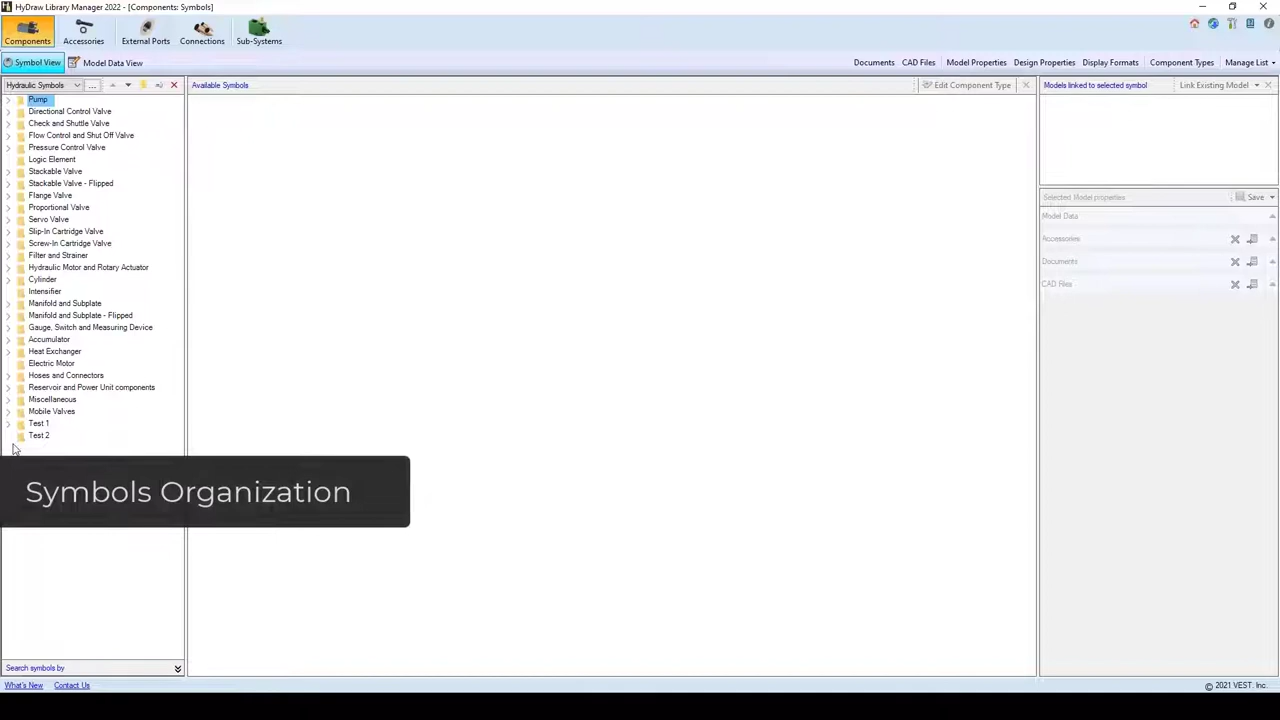 HyDraw Library Manager 2022 - [Components: Symbols]
Components
Accessories
External Ports
Connections
Sub-Systems
Symbol View
Model Data View
Documents
CAD Files
Model Properties
Design Properties
Display Formats
Component Types
Manage List
Hydraulic Symbols
...
Available Symbols
Edit Component Type
Models linked to selected symbol
Link Existing Model
Pump
Directional Control Valve
Check and Shuttle Valve
Flow Control and Shut Off Valve
Pressure Control Valve
Logic Element
Stackable Valve
Stackable Valve - Flipped
Flange Valve
Proportional Valve
Servo Valve
Slip-In Cartridge Valve
Screw-In Cartridge Valve
Filter and Strainer
Hydraulic Motor and Rotary Actuator
Cylinder
Intensifier
Manifold and Subplate
Manifold and Subplate - Flipped
Gauge, Switch and Measuring Device
Accumulator
Heat Exchanger
Electric Motor
Hoses and Connectors
Reservoir and Power Unit components
Miscellaneous
Mobile Valves
Test 1
Test 2
Selected Model properties
Save
Model Data
Accessories
Documents
CAD Files
Symbols Organization
Search symbols by
What's New
Contact Us
© 2021 VEST. Inc.